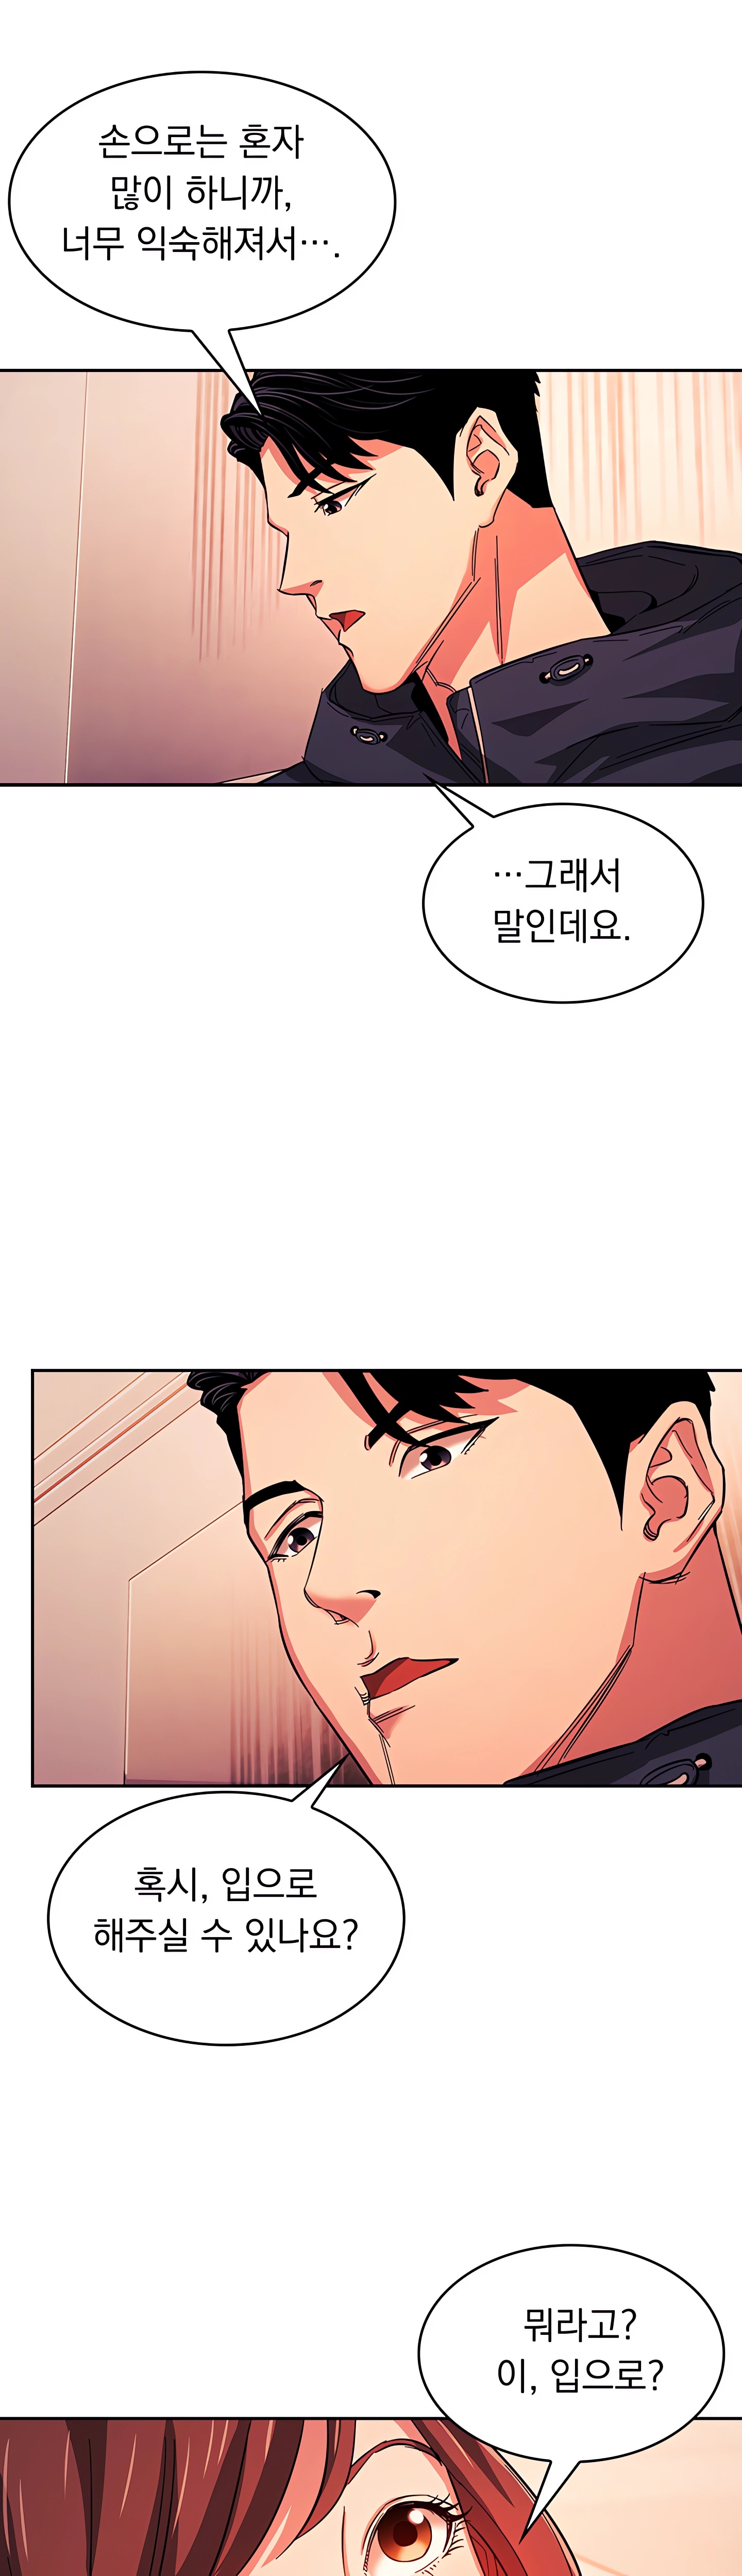 손으로는 혼자
많이 하니까,
너무 익숙해져서….
…그래서
말인데요.
혹시, 입으로
해주실 수 있나요?
뭐라고?
이, 입으로?